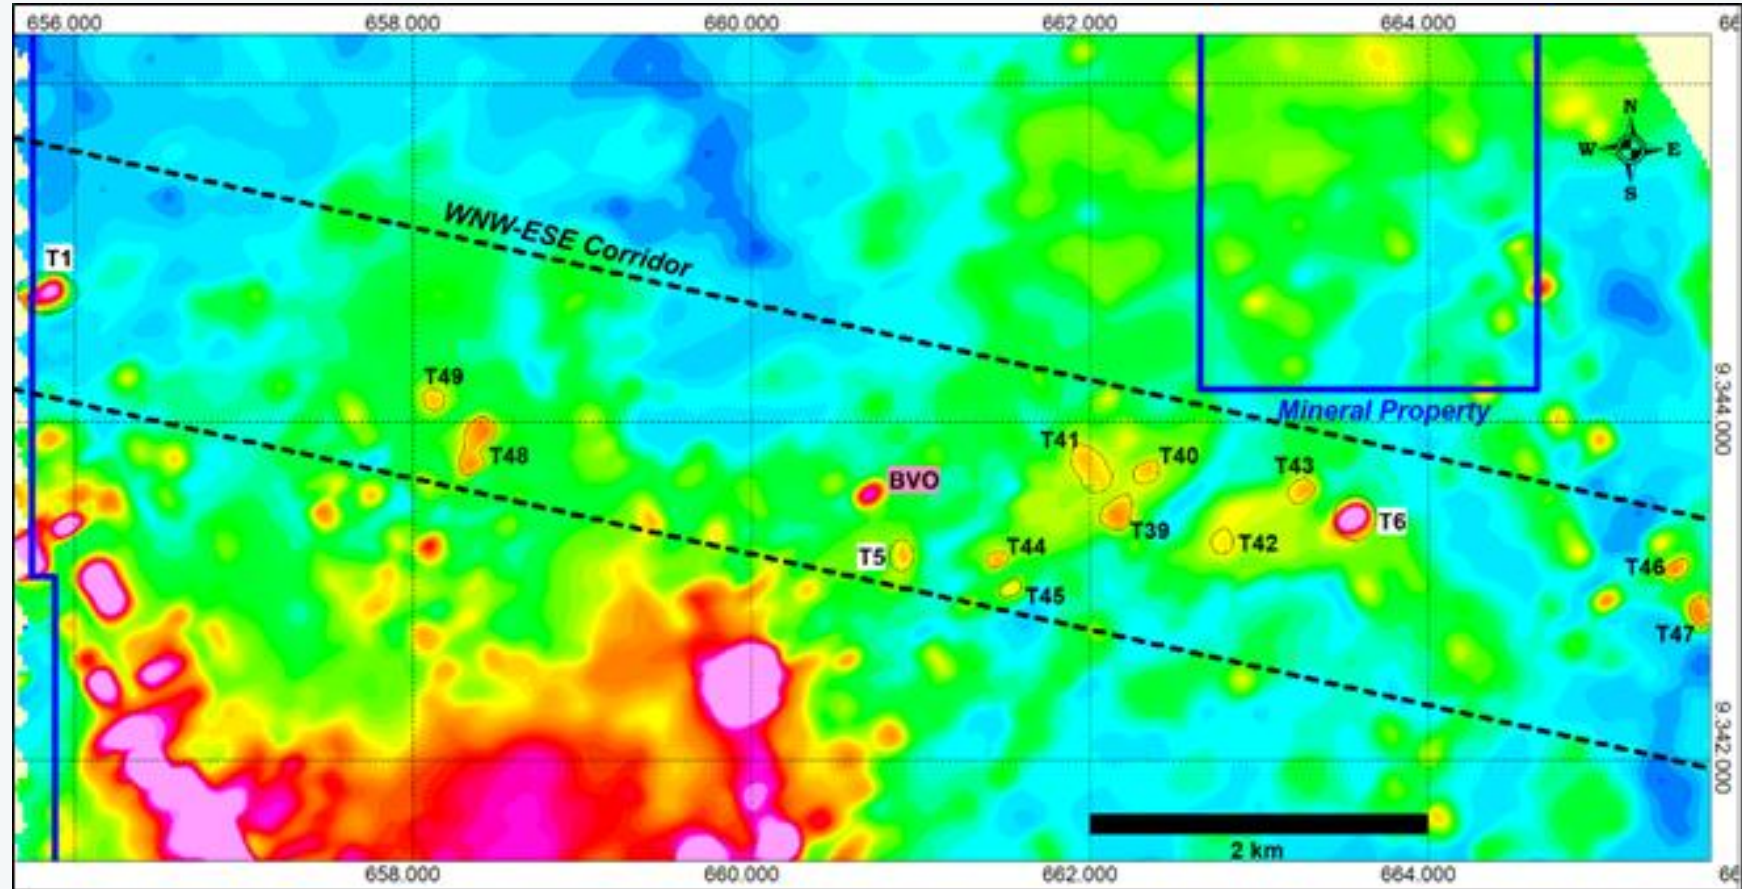 656.000 658.000 660.000 662.000 664.000 66
N
W E
S
WNW-ESE Corridor
T1
T49
9.344.000
Mineral Property
T41
T40
T48
T43
BVO
T6
T39
T42
T44
T5
T46
T45
T47
9.342.000
2 km
658.000 660.000 662.000 664.000 66